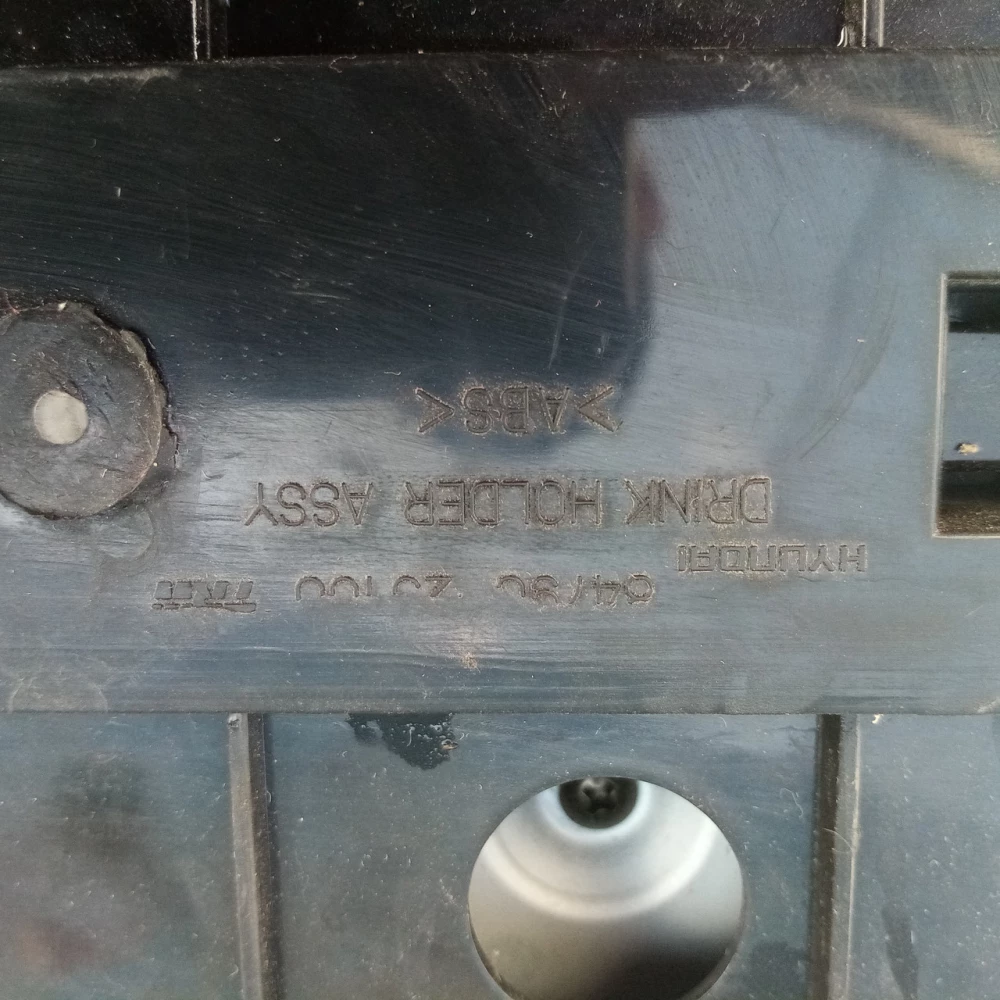 HYUNDAI
DRINK HOLDER ASSY
>ABS<